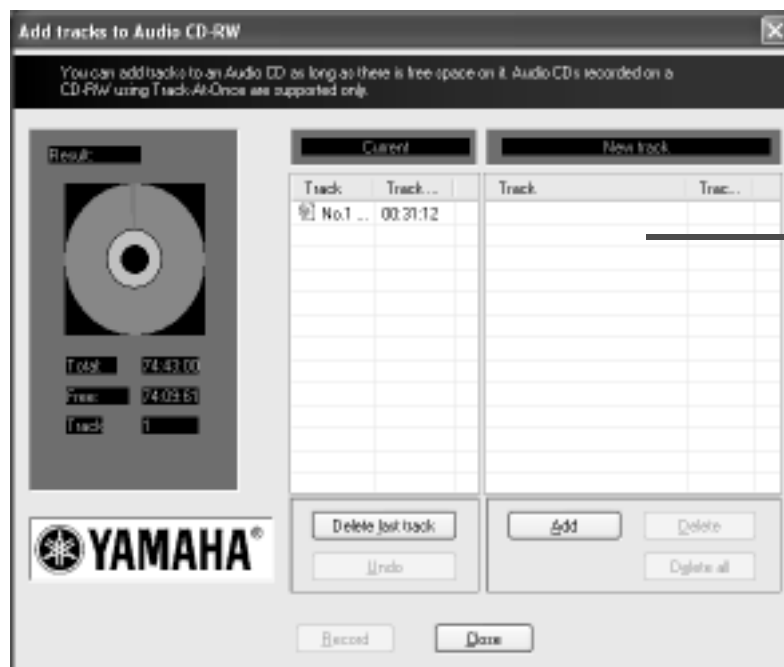 Add tracks to Audio CD-RW
You can add tracks to an Audio CD as long as there is free space on it. Audio CDs recorded on a
CD-RW using Track-At-Once are supported only.
Result:
Total: 74:43:00
Free: 74:09:61
Track 1
Current
Track Track...
No.1 ... 00:31:12
New track
Track Trac...
Delete last track
Undo
Add
Delete
Delete all
YAMAHA®
Record
Close